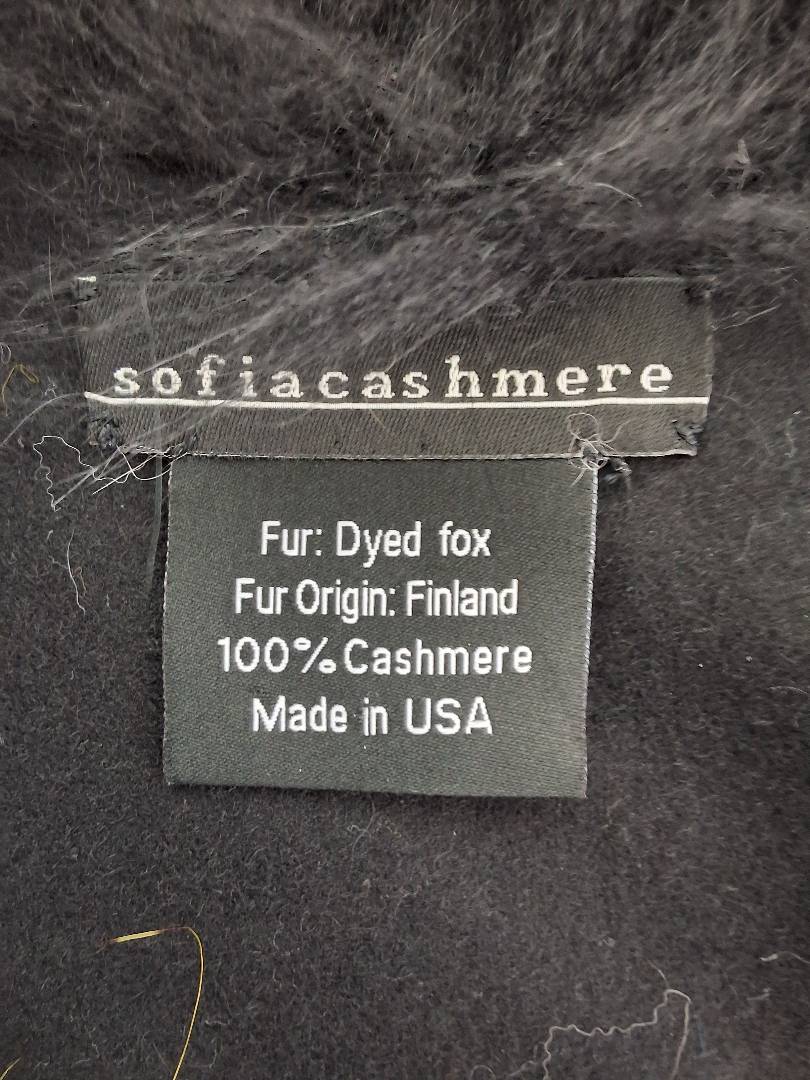 sofiacashmere
Fur: Dyed fox
Fur Origin: Finland
100% Cashmere
Made in USA